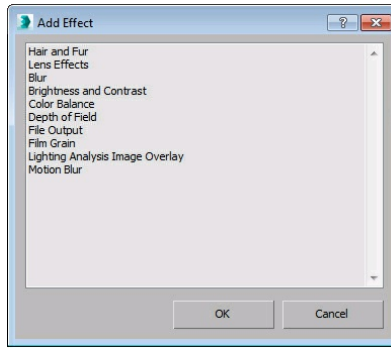 Add Effect
?
Hair and Fur
Lens Effects
Blur
Brightness and Contrast
Color Balance
Depth of Field
File Output
Film Grain
Lighting Analysis Image Overlay
Motion Blur
OK
Cancel